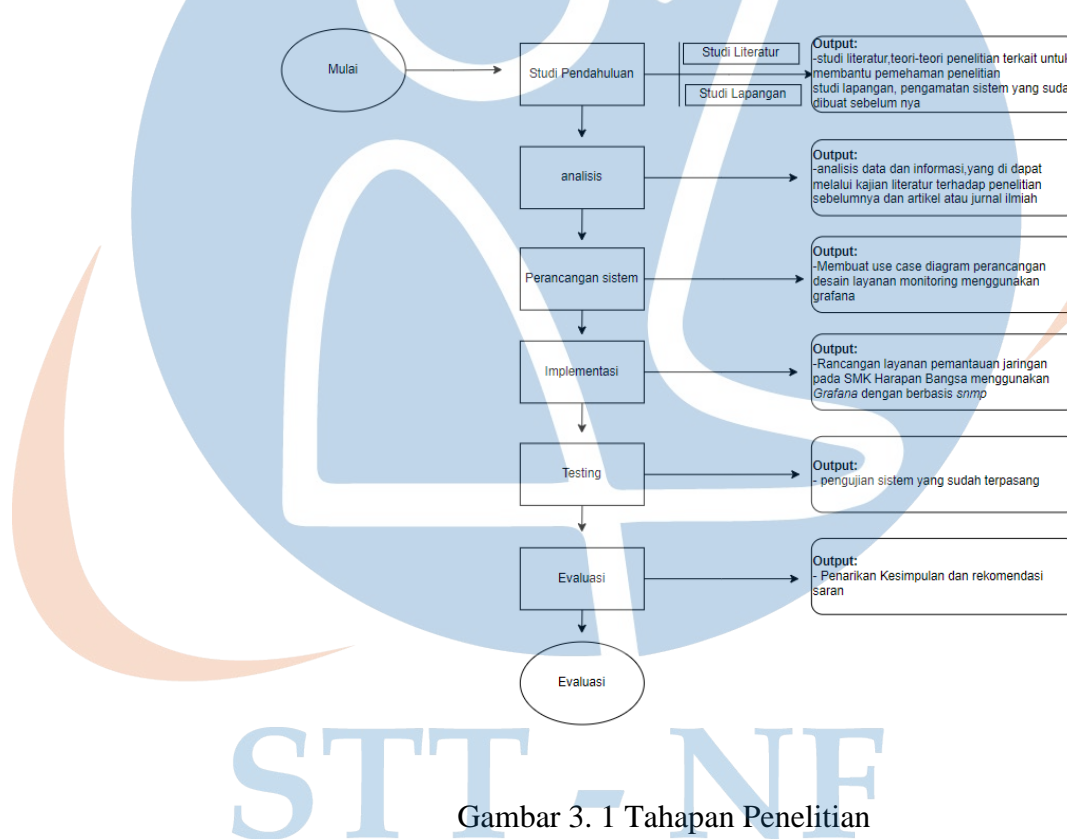 Mulai
Studi Pendahuluan
Studi Literatur
Studi Lapangan
Output:
-studi literatur,teori-teori penelitian terkait untuk
membantu pemehaman penelitian
studi lapangan, pengamatan sistem yang suda
dibuat sebelum nya
analisis
Output:
-analisis data dan informasi,yang di dapat
melalui kajian literatur terhadap penelitian
sebelumnya dan artikel atau jurnal ilmiah
Perancangan sistem
Output:
-Membuat use case diagram perancangan
desain layanan monitoring menggunakan
grafana
Implementasi
Output:
-Rancangan layanan pemantauan jaringan
pada SMK Harapan Bangsa menggunakan
Grafana dengan berbasis snmp
Testing
Output:
- pengujian sistem yang sudah terpasang
Evaluasi
Output:
- Penarikan Kesimpulan dan rekomendasi
saran
Evaluasi
STT - NF
Gambar 3. 1 Tahapan Penelitian